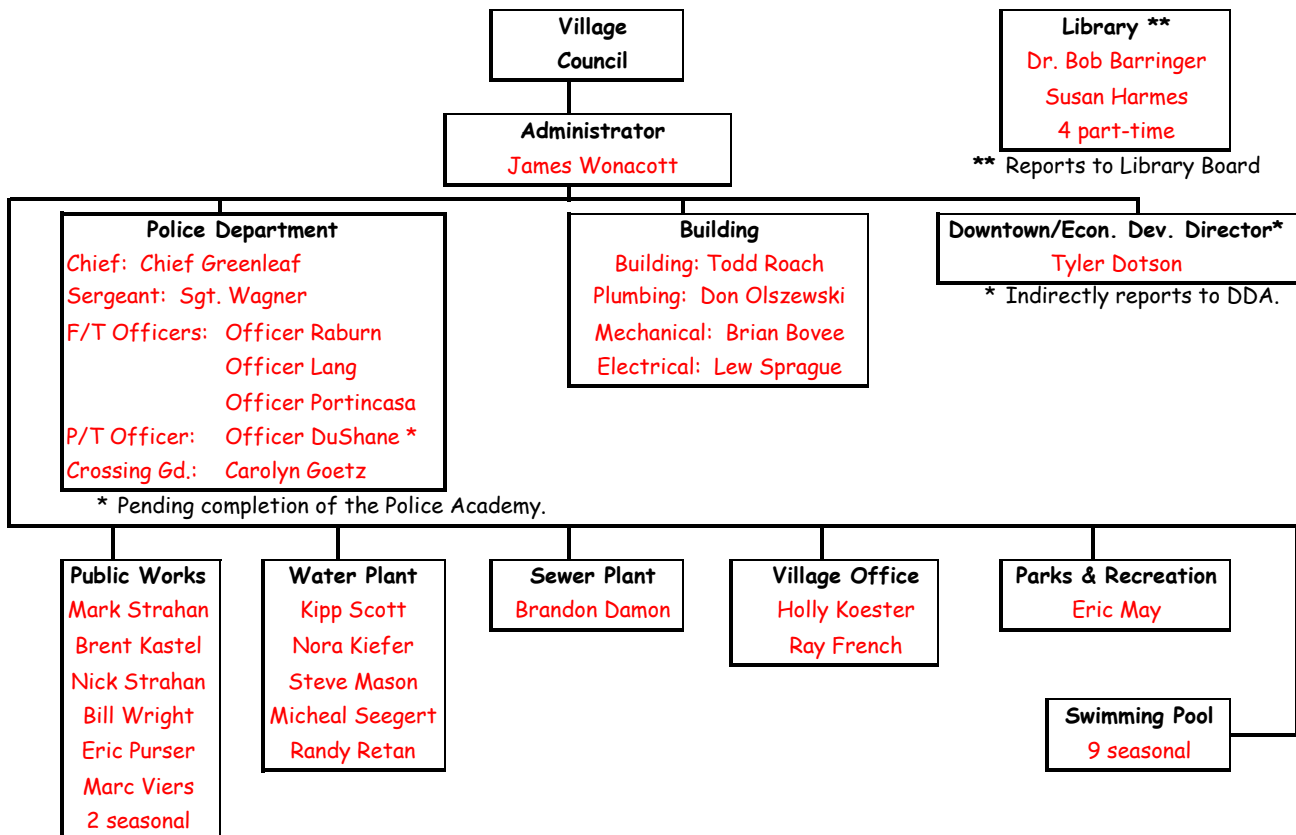 Village
Council
Library **
Dr. Bob Barringer
Susan Harmes
4 part-time
** Reports to Library Board
Administrator
James Wonacott
Police Department
Chief: Chief Greenleaf
Sergeant: Sgt. Wagner
F/T Officers: Officer Raburn
Officer Lang
Officer Portincasa
P/T Officer: Officer DuShane *
Crossing Gd.: Carolyn Goetz
* Pending completion of the Police Academy.
Building
Building: Todd Roach
Plumbing: Don Olszewski
Mechanical: Brian Bovee
Electrical: Lew Sprague
Downtown/Econ. Dev. Director*
Tyler Dotson
* Indirectly reports to DDA.
Public Works
Mark Strahan
Brent Kastel
Nick Strahan
Bill Wright
Eric Purser
Marc Viers
2 seasonal
Water Plant
Kipp Scott
Nora Kiefer
Steve Mason
Micheal Seegert
Randy Retan
Sewer Plant
Brandon Damon
Village Office
Holly Koester
Ray French
Parks & Recreation
Eric May
Swimming Pool
9 seasonal